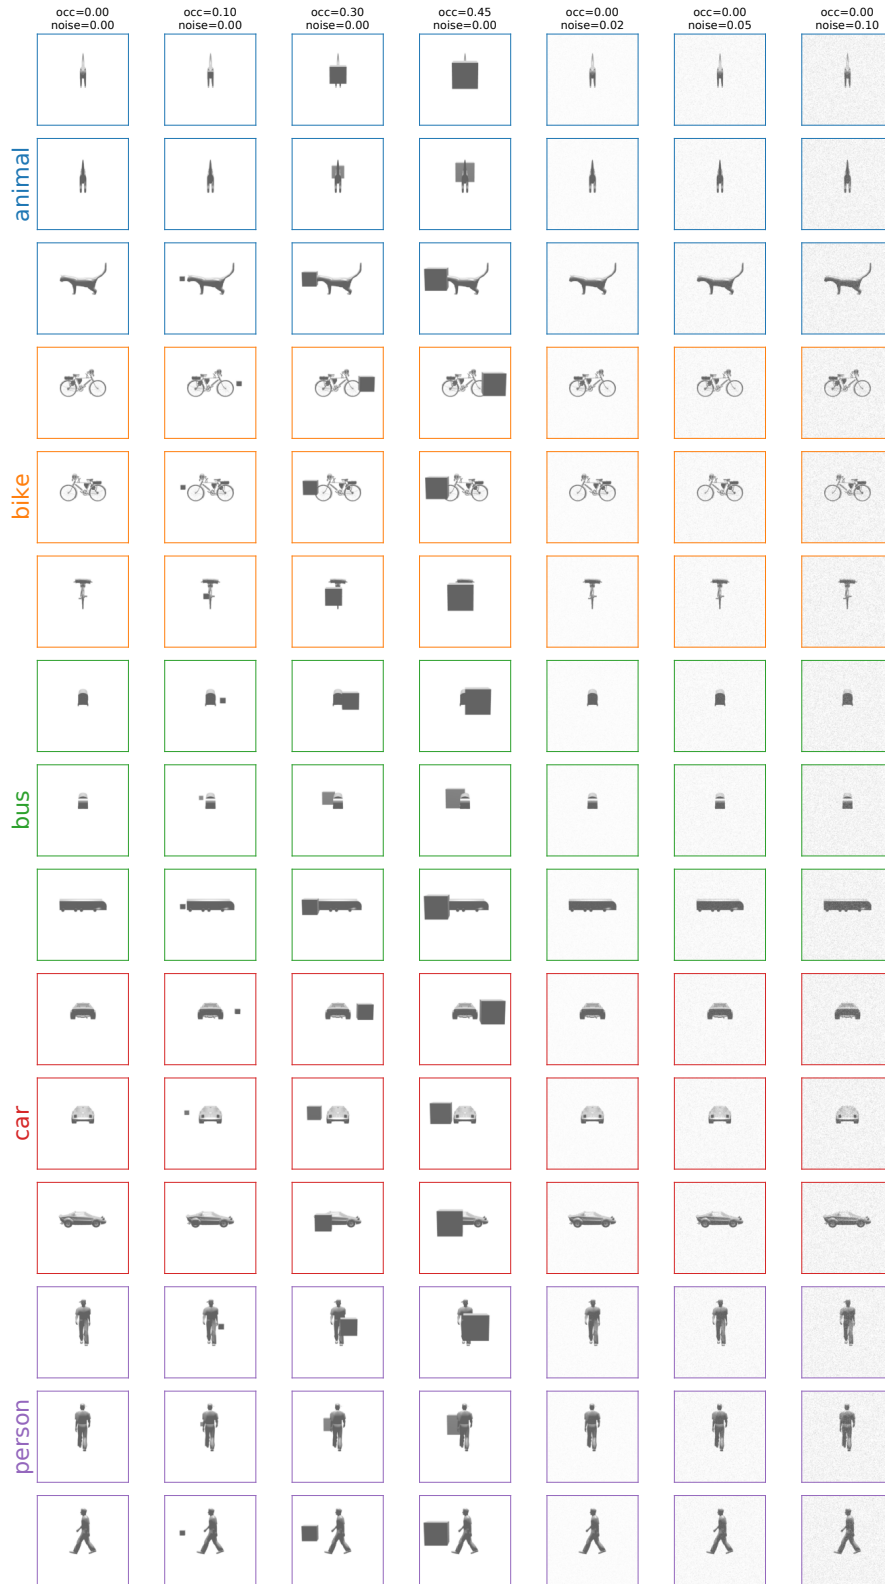 occ=0.00 occ=0.10 occ=0.30 occ=0.45 occ=0.00 occ=0.00 occ=0.00
noise=0.00 noise=0.00 noise=0.00 noise=0.00 noise=0.02 noise=0.05 noise=0.10
animal
bike
bus
car
person